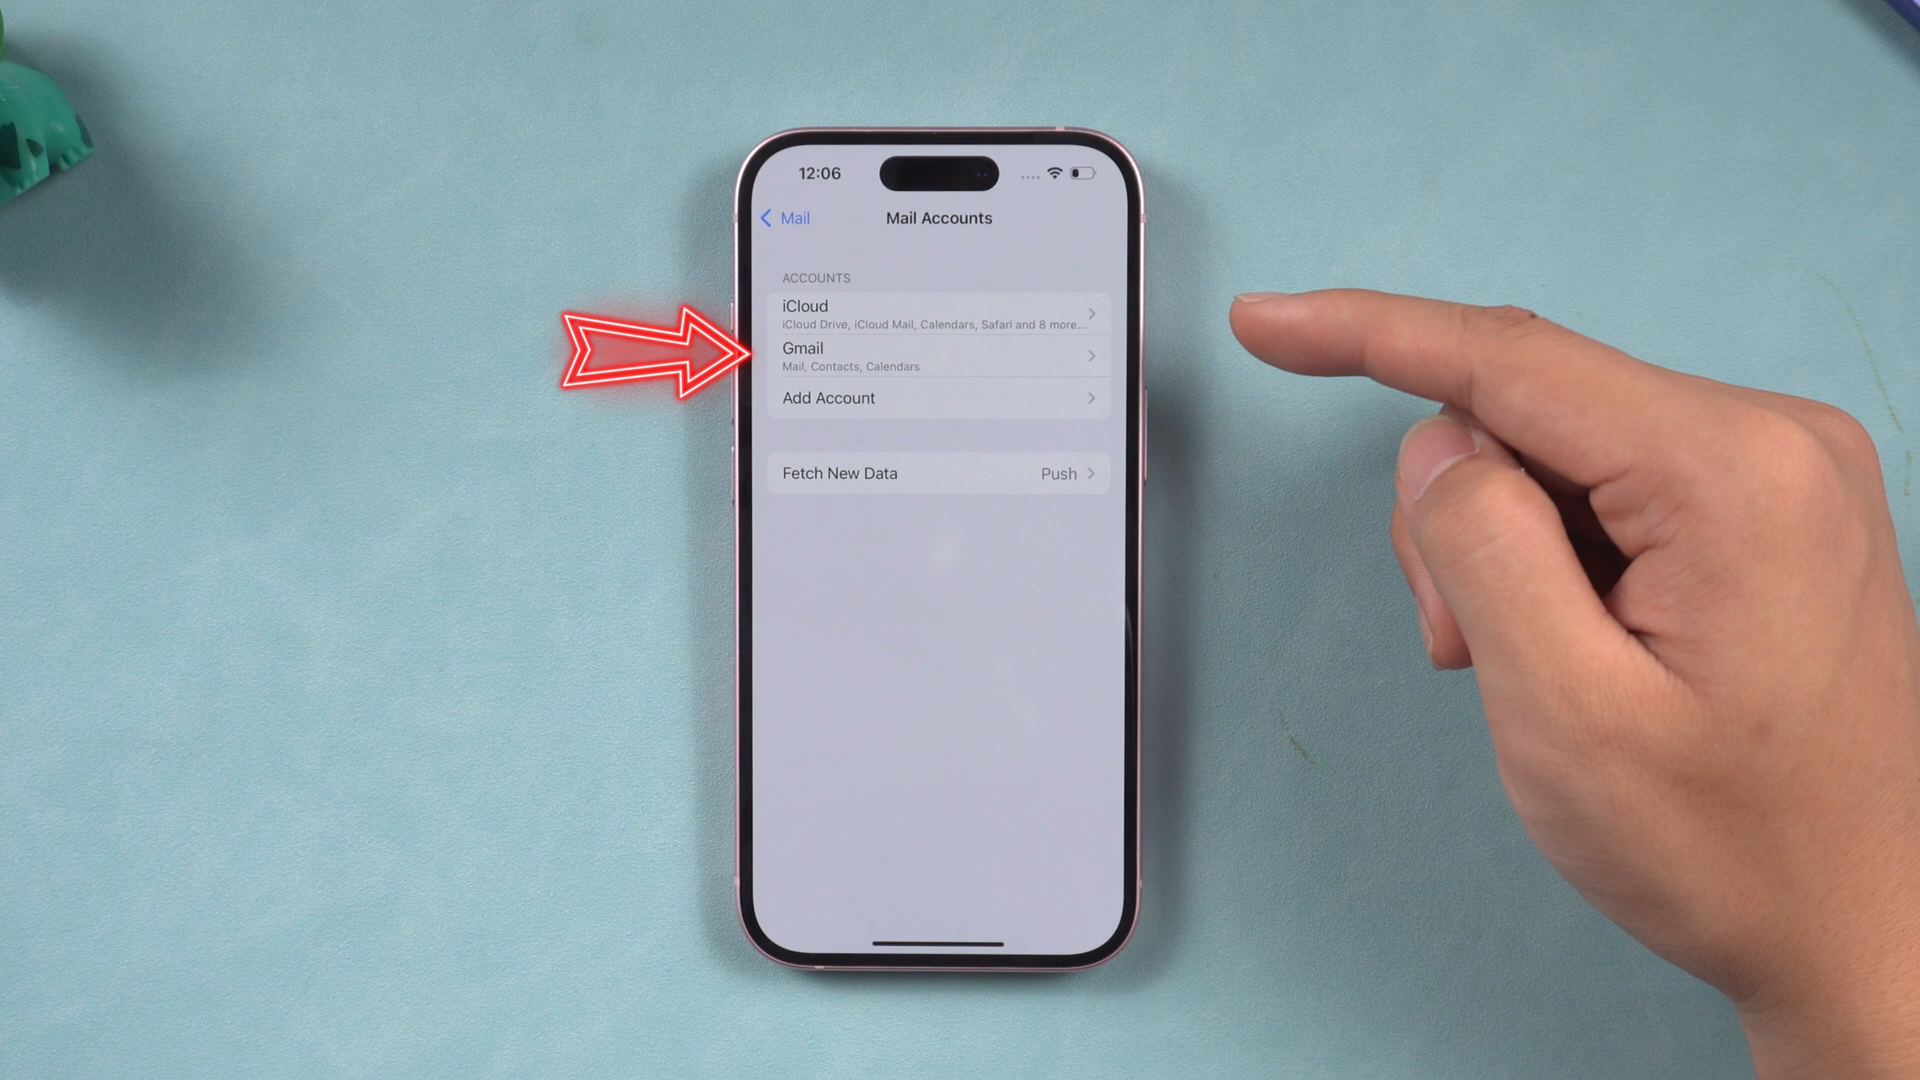 12:06
Mail
Mail Accounts
ACCOUNTS
iCloud
iCloud Drive, iCloud Mail, Calendars, Safari and 8 more...
Gmail
Mail, Contacts, Calendars
Add Account
Fetch New Data Push